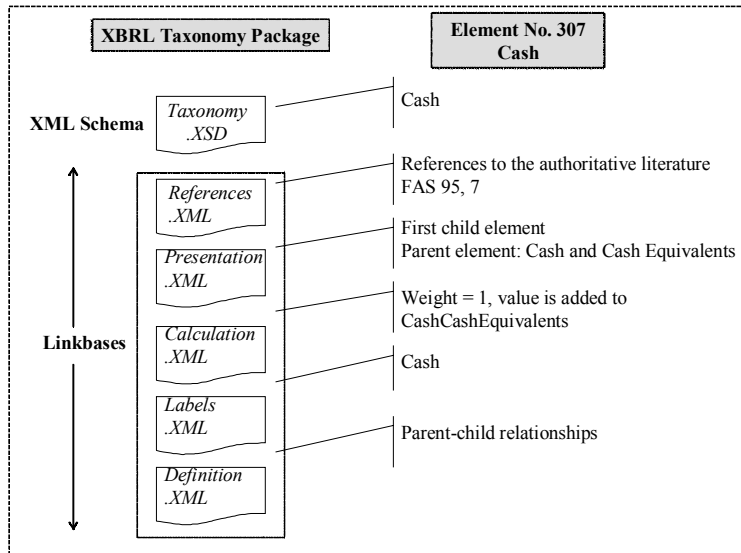 XBRL Taxonomy Package
Element No. 307
Cash
XML Schema
Taxonomy
.XSD
Cash
Linkbases
References
.XML
References to the authoritative literature
FAS 95, 7
Presentation
.XML
First child element
Parent element: Cash and Cash Equivalents
Calculation
.XML
Weight = 1, value is added to
CashCashEquivalents
Labels
.XML
Cash
Definition
.XML
Parent-child relationships